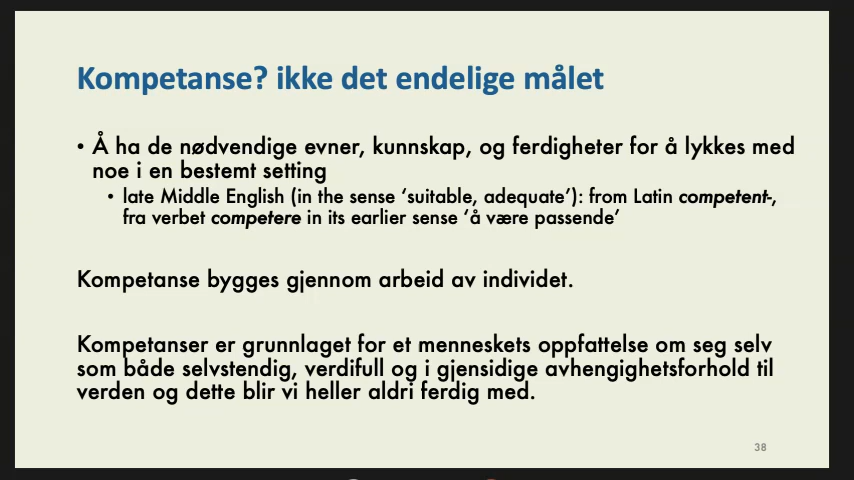 Kompetanse? ikke det endelige målet
• Å ha de nødvendige evner, kunnskap, og ferdigheter for å lykkes med
noe i en bestemt setting
• late Middle English (in the sense ‘suitable, adequate’): from Latin competent-,
fra verbet competere in its earlier sense ‘å være passende’
Kompetanse bygges gjennom arbeid av individet.
Kompetanser er grunnlaget for et menneskets oppfattelse om seg selv
som både selvstendig, verdifull og i gjensidige avhengighetsforhold til
verden og dette blir vi heller aldri ferdig med.
38